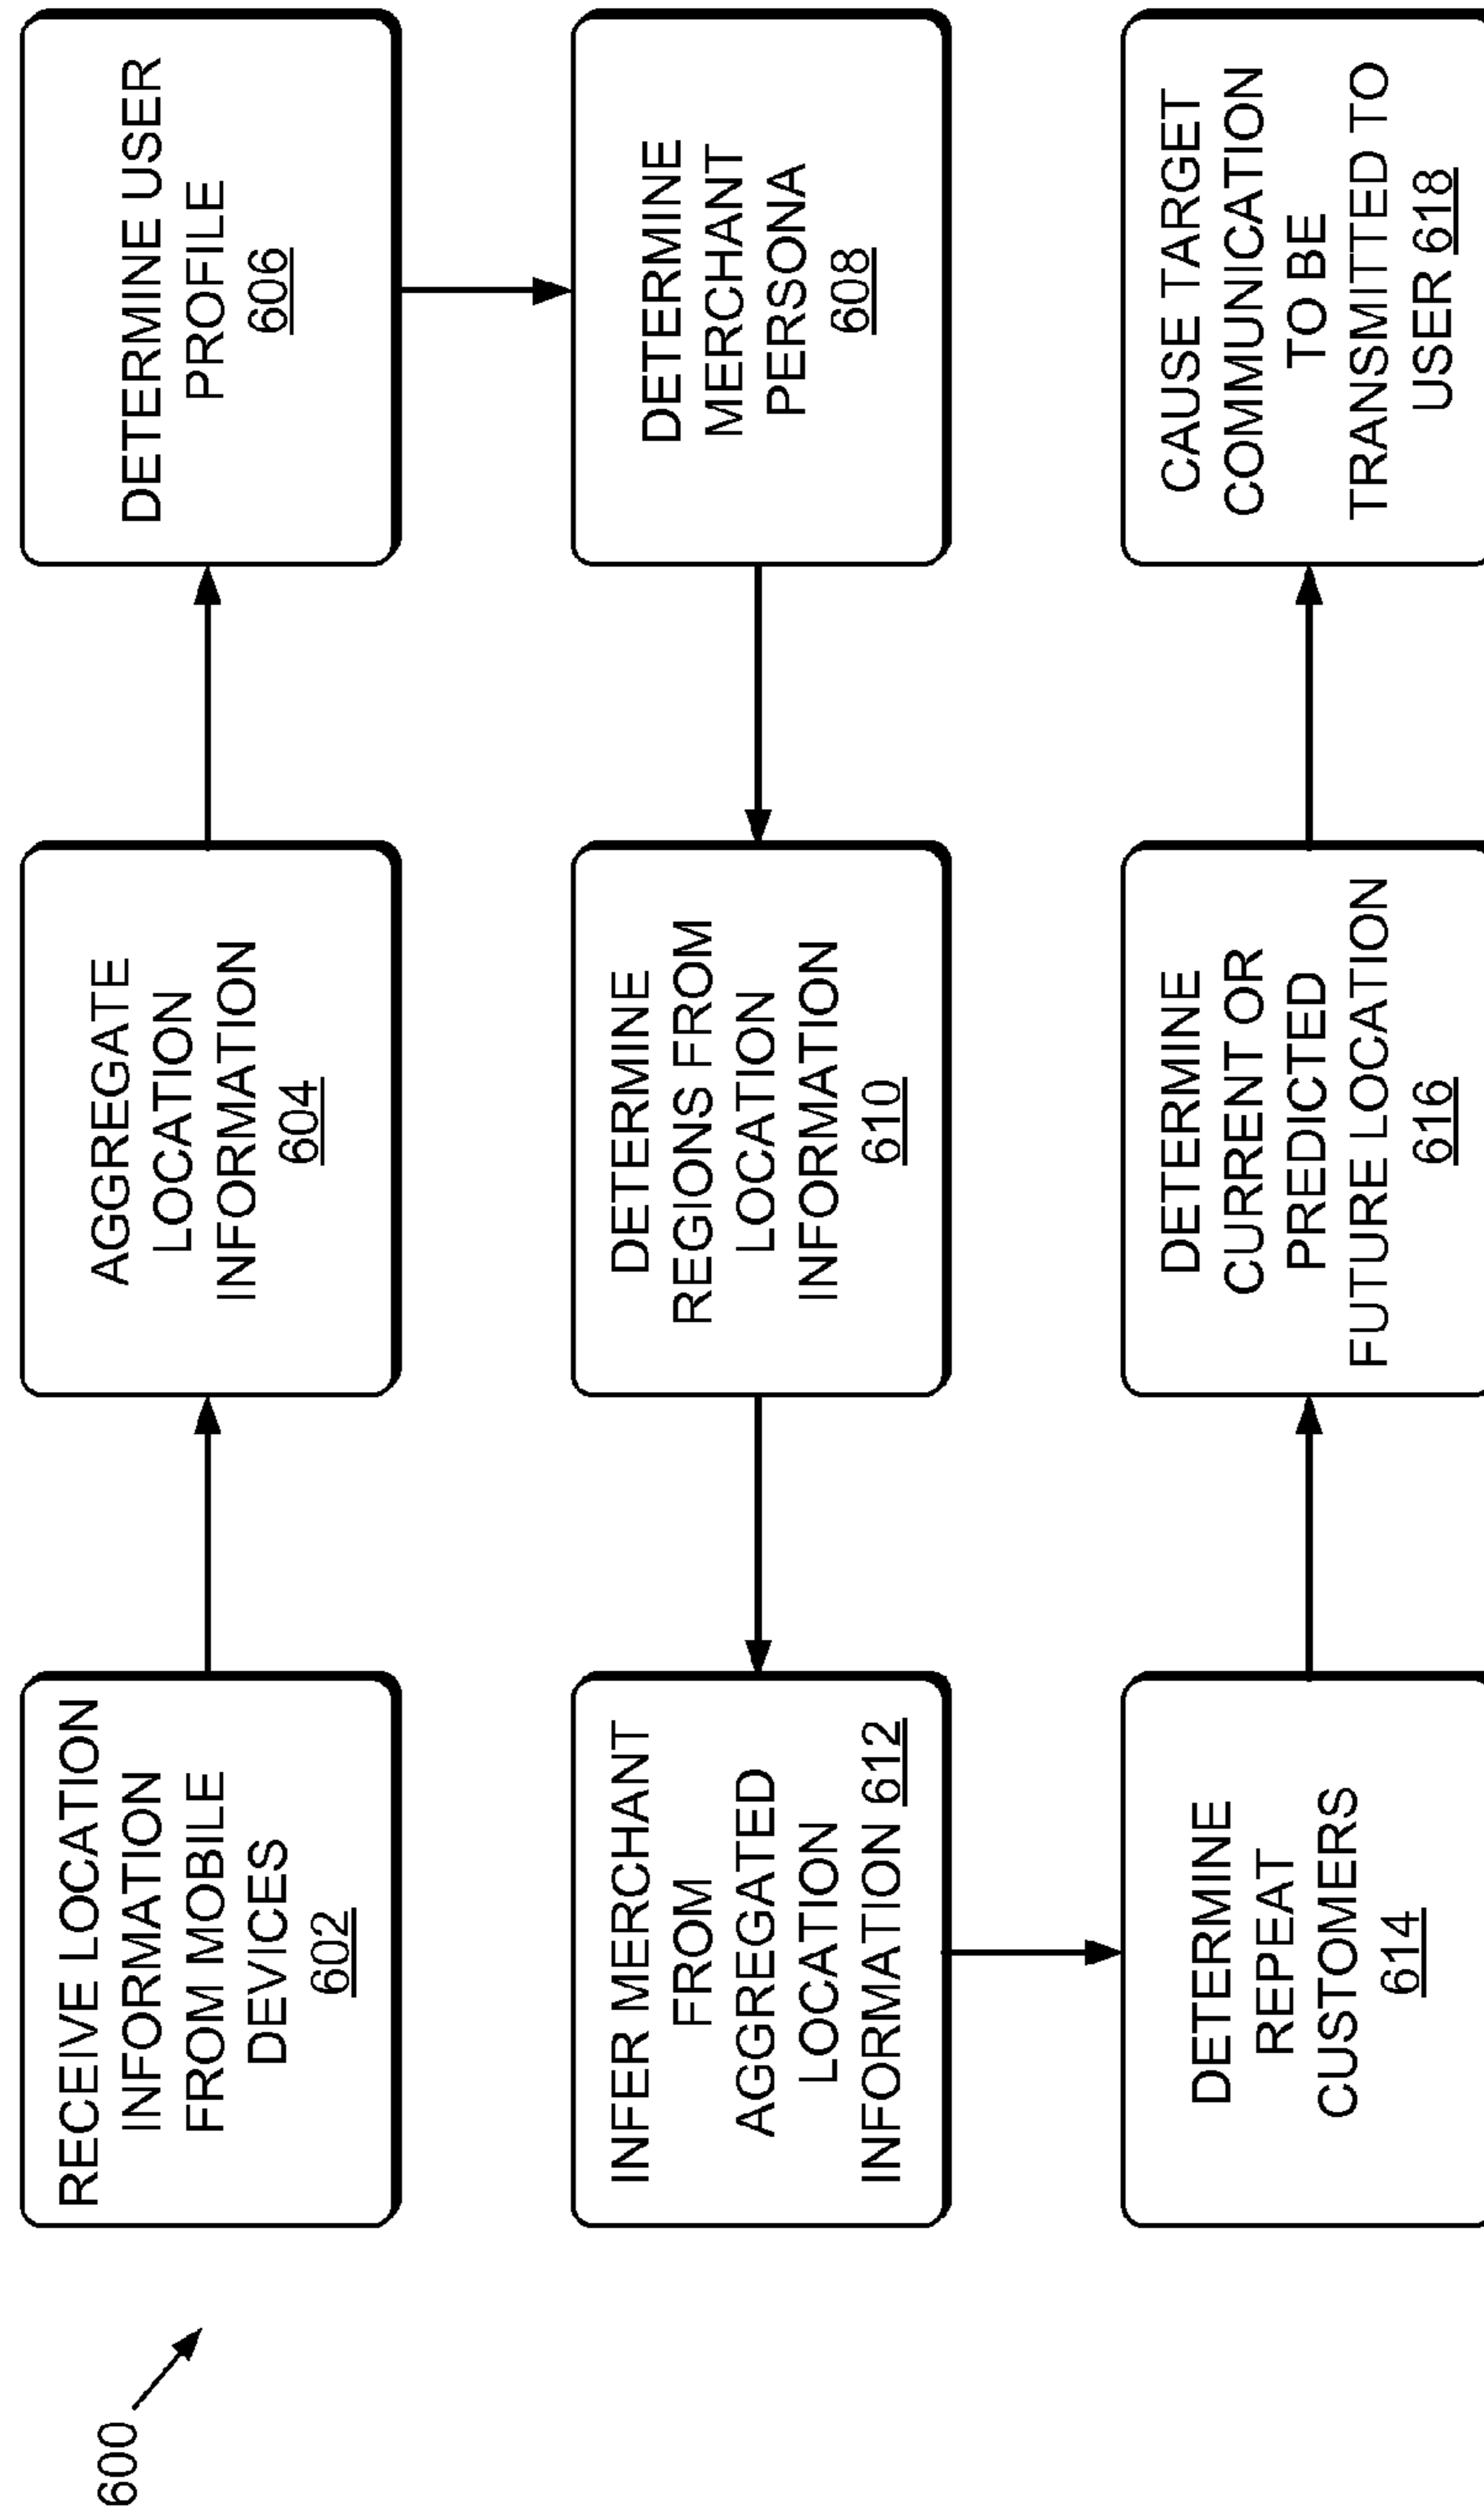 600
RECEIVE LOCATION
INFORMATION
FROM MOBILE
DEVICES
602
AGGREGATE
LOCATION
INFORMATION
604
DETERMINE USER
PROFILE
606
DETERMINE
MERCHANT
PERSONA
608
DETERMINE
REGIONS FROM
LOCATION
INFORMATION
610
INFER MERCHANT
FROM
AGGREGATED
LOCATION
INFORMATION 612
DETERMINE
REPEAT
CUSTOMERS
614
DETERMINE
CURRENT OR
PREDICTED
FUTURE LOCATION
616
CAUSE TARGET
COMMUNICATION
TO BE
TRANSMITTED TO
USER 618